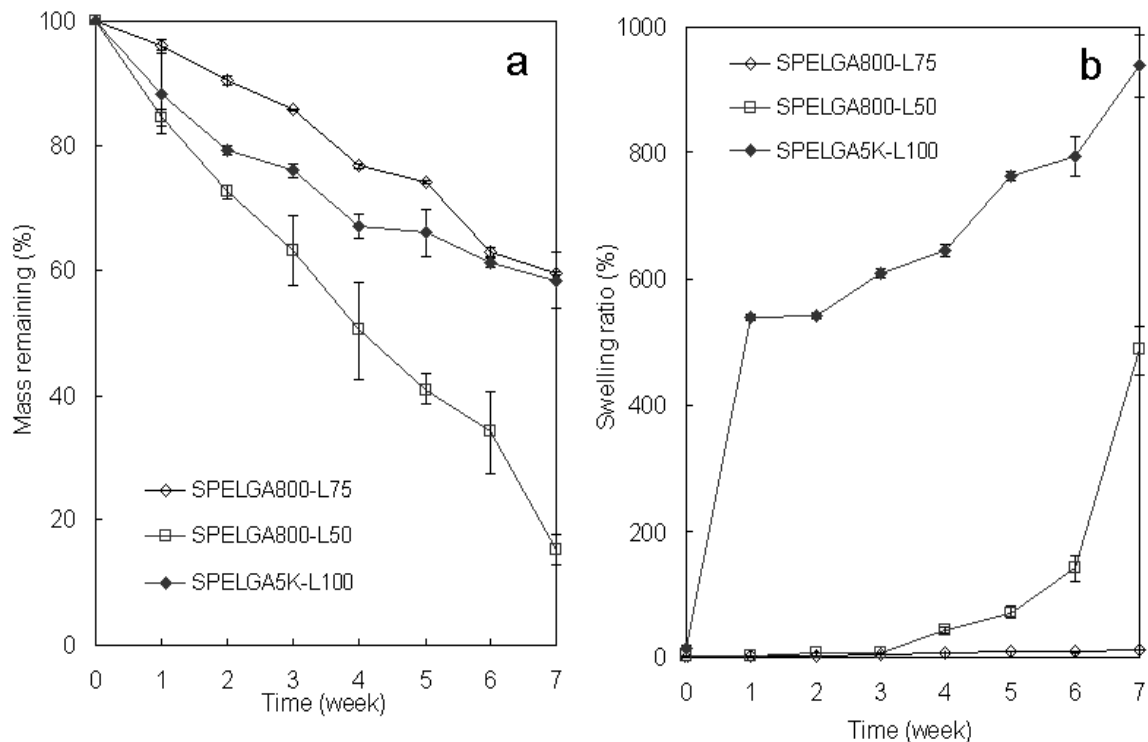 a
Mass remaining (%)
100
80
60
40
20
0
SPELGA800-L75
SPELGA800-L50
SPELGA5K-L100
0 1 2 3 4 5 6 7
Time (week)
b
Swelling ratio (%)
1000
800
600
400
200
0
SPELGA800-L75
SPELGA800-L50
SPELGA5K-L100
0 1 2 3 4 5 6 7
Time (week)